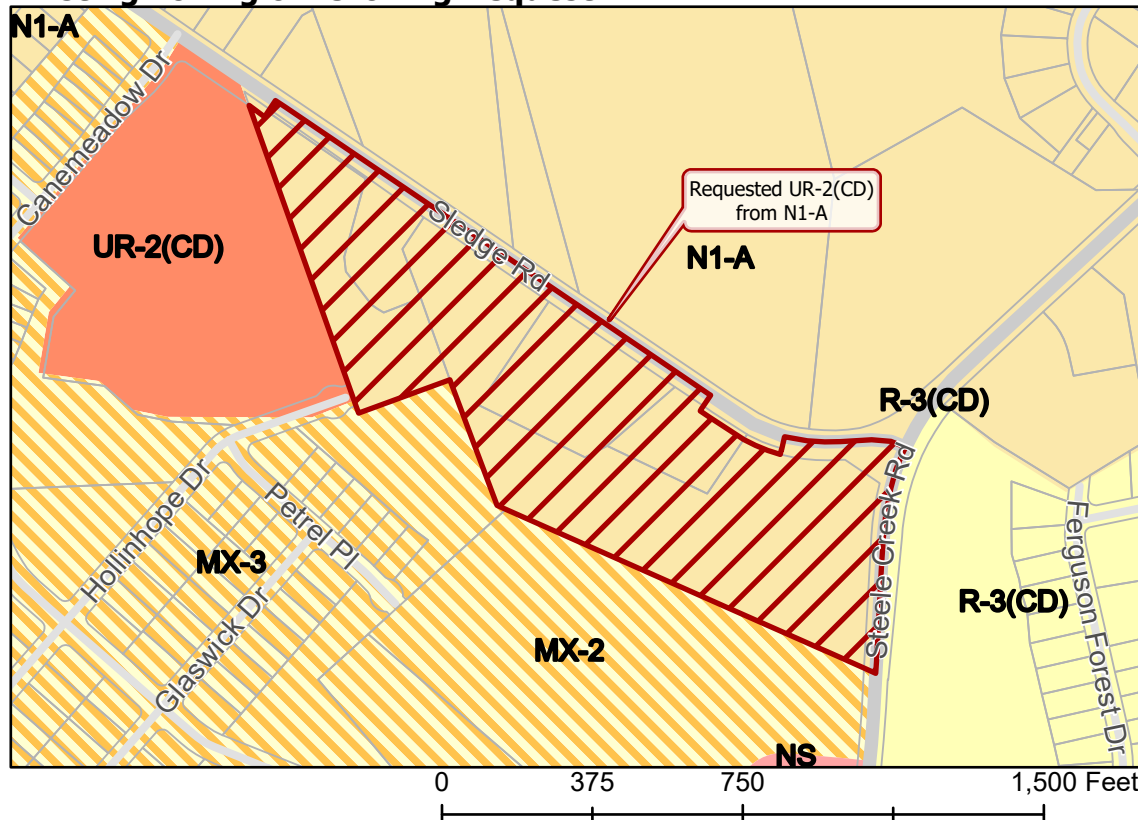 N1-A
Canemeadow Dr
UR-2(CD)
Sledge Rd
Requested UR-2(CD)
from N1-A
N1-A
R-3(CD)
Steele Creek Rd
Hollinhope Dr
Petrel Pl
MX-3
Glaswick Dr
MX-2
R-3(CD)
Ferguson Forest Dr
NS
0 375 750 1,500 Feet